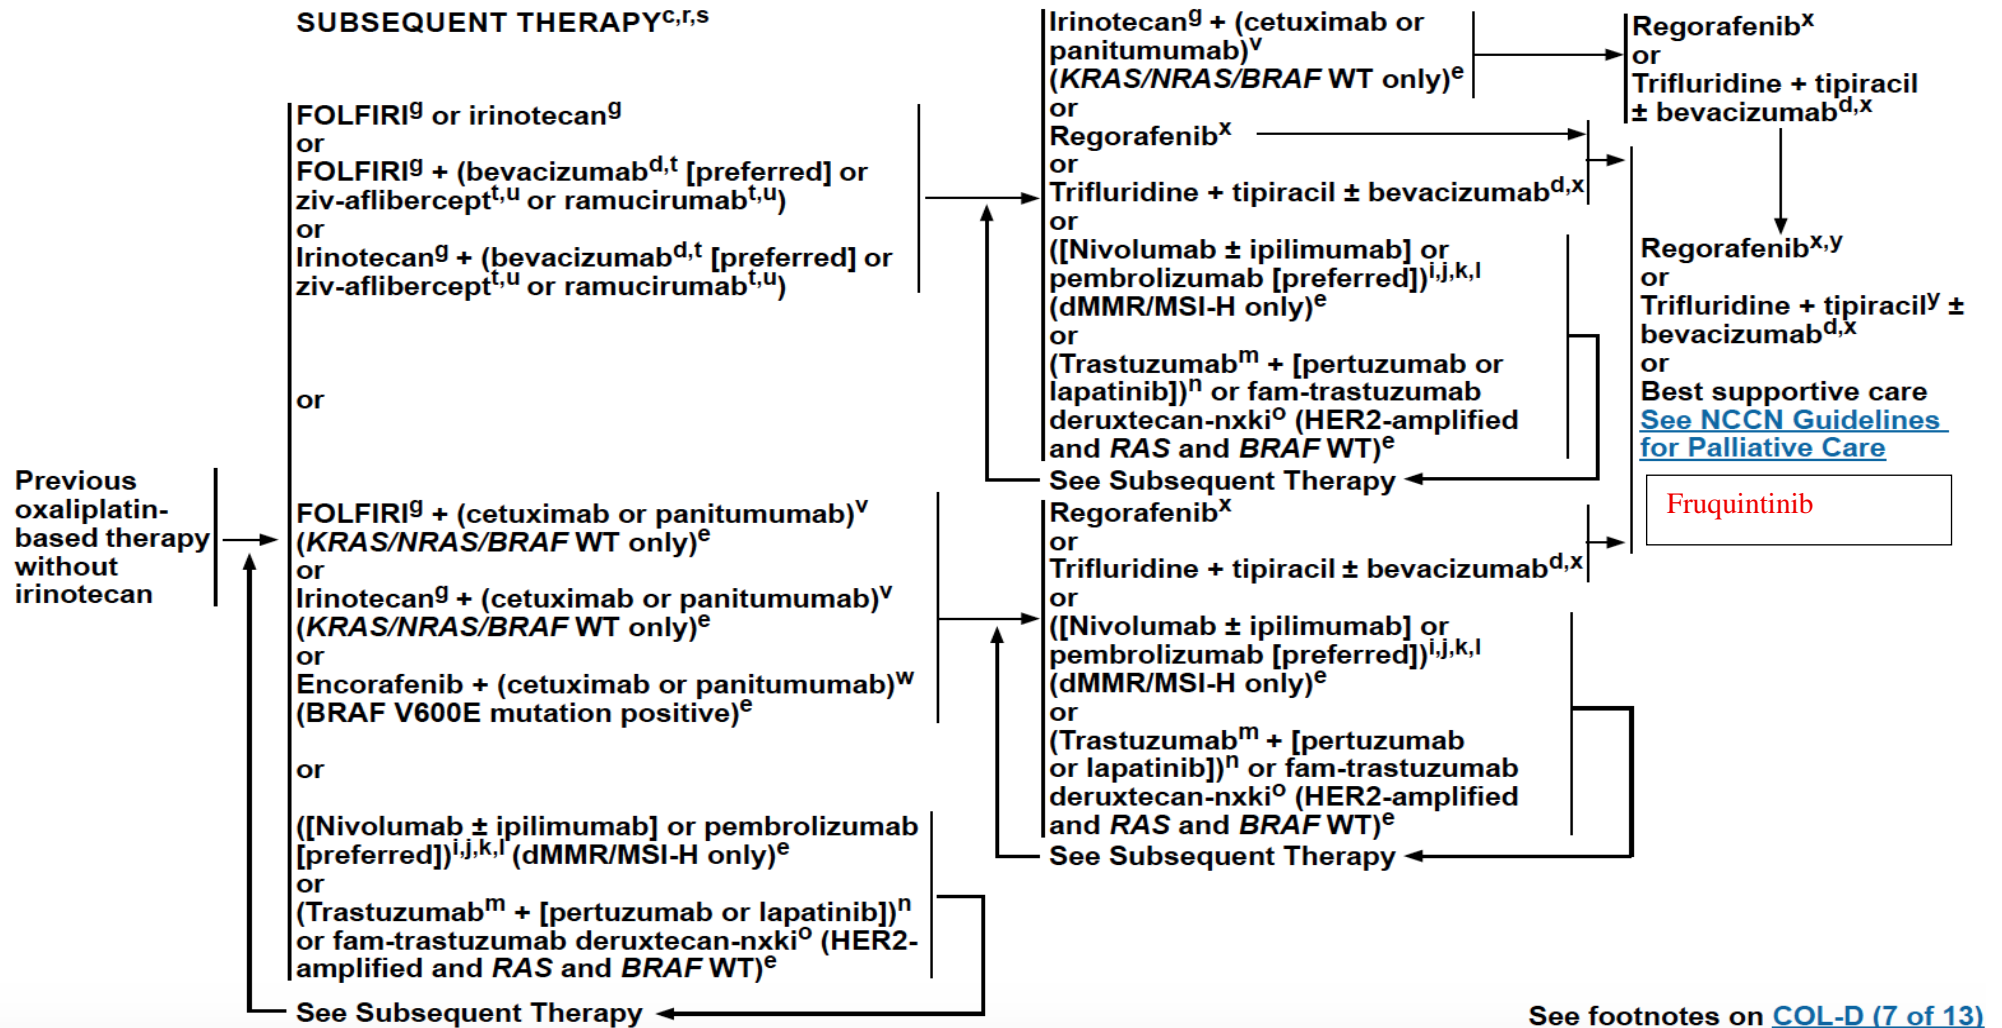 SUBSEQUENT THERAPYc,r,s
Previous
oxaliplatin-
based therapy
without
irinotecan
FOLFIRIg or irinotecang
or
FOLFIRIg + (bevacizumabd,t [preferred] or
ziv-afliberceptt,u or ramucirumabt,u)
or
Irinotecang + (bevacizumabd,t [preferred] or
ziv-afliberceptt,u or ramucirumabt,u)
or
FOLFIRIg + (cetuximab or panitumumab)v
(KRAS/NRAS/BRAF WT only)e
or
Irinotecang + (cetuximab or panitumumab)v
(KRAS/NRAS/BRAF WT only)e
or
Encorafenib + (cetuximab or panitumumab)w
(BRAF V600E mutation positive)e
or
([Nivolumab ± ipilimumab] or pembrolizumab
[preferred])i,j,k,l (dMMR/MSI-H only)e
or
(Trastuzumabm + [pertuzumab or lapatinib])n
or fam-trastuzumab deruxtecan-nxkio (HER2-
amplified and RAS and BRAF WT)e
See Subsequent Therapy
Irinotecang + (cetuximab or
panitumumab)v
(KRAS/NRAS/BRAF WT only)e
or
Regorafenibx
or
Trifluridine + tipiracil ± bevacizumabd,x
or
([Nivolumab ± ipilimumab] or
pembrolizumab [preferred])i,j,k,l
(dMMR/MSI-H only)e
or
(Trastuzumabm + [pertuzumab or
lapatinib])n or fam-trastuzumab
deruxtecan-nxkio (HER2-amplified
and RAS and BRAF WT)e
See Subsequent Therapy
Regorafenibx
or
Trifluridine + tipiracil ± bevacizumabd,x
or
([Nivolumab ± ipilimumab] or
pembrolizumab [preferred])i,j,k,l
(dMMR/MSI-H only)e
or
(Trastuzumabm + [pertuzumab
or lapatinib])n or fam-trastuzumab
deruxtecan-nxkio (HER2-amplified
and RAS and BRAF WT)e
See Subsequent Therapy
Regorafenibx
or
Trifluridine + tipiracil
± bevacizumabd,x
Regorafenibx,y
or
Trifluridine + tipiracily ±
bevacizumabd,x
or
Best supportive care
See NCCN Guidelines
for Palliative Care
Fruquintinib
See footnotes on COL-D (7 of 13)